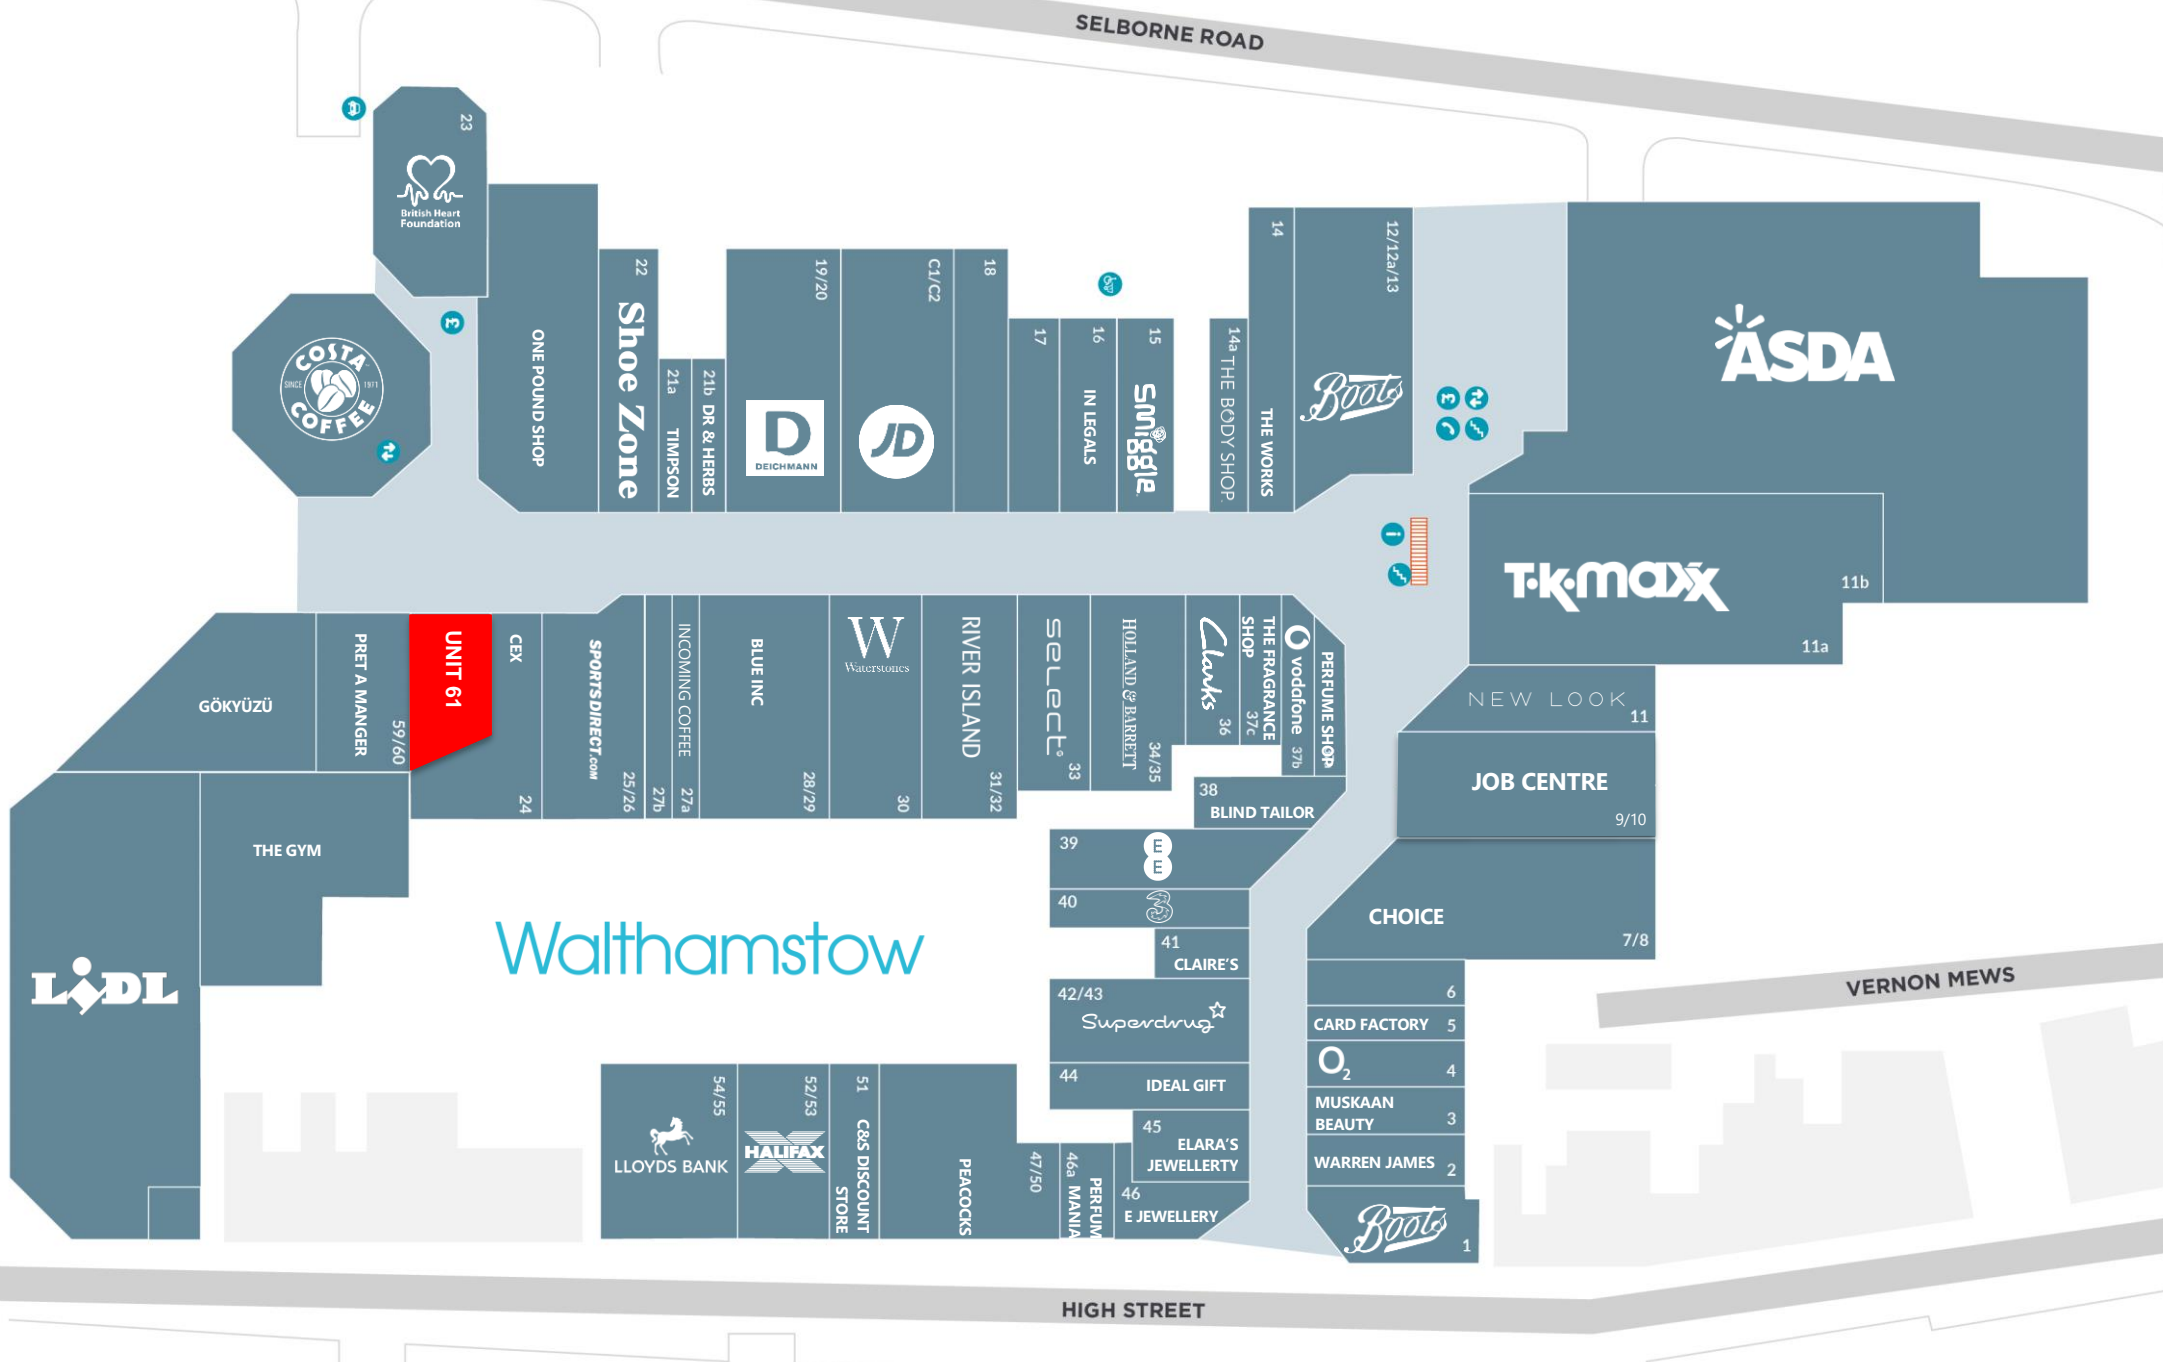 SELBORNE ROAD
23
British Heart
Foundation
COSTA
SINCE 1971
COFFEE
ONE POUND SHOP
22
Shoe Zone
21a TIMPSON
21b DR & HERBS
19/20
D
DEICHMANN
C1/C2
JD
18
17
16
IN LEGALS
15
Smiggle
14a THE BODY SHOP.
14
THE WORKS
12/12a/13
Boots
ASDA
T·K·maxx
11b
11a
NEW LOOK
11
JOB CENTRE
9/10
CHOICE
7/8
GÖKYÜZÜ
PRET A MANGER
59/60
UNIT 61
CEX
24
SPORTSDIRECT.COM
25/26
27b
INCOMING COFFEE
27a
BLUE INC
28/29
W
Waterstones
30
RIVER ISLAND
31/32
SELECT
33
HOLLAND & BARRETT
34/35
Clarks
36
THE FRAGRANCE
SHOP
37c
vodafone
37b
PERFUME SHOP
38
BLIND TAILOR
39
EE
40
3
41
CLAIRE'S
42/43
Superdrug
44
IDEAL GIFT
45
ELARA'S
JEWELLERTY
46
E JEWELLERY
6
CARD FACTORY 5
O2
4
MUSKAAN
BEAUTY
3
WARREN JAMES 2
Boots
1
THE GYM
LIDL
Walthamstow
54/55
LLOYDS BANK
52/53
HALIFAX
51
C&S DISCOUNT
STORE
PEACOCKS
47/50
46a
PERFUM
MANIA
VERNON MEWS
HIGH STREET